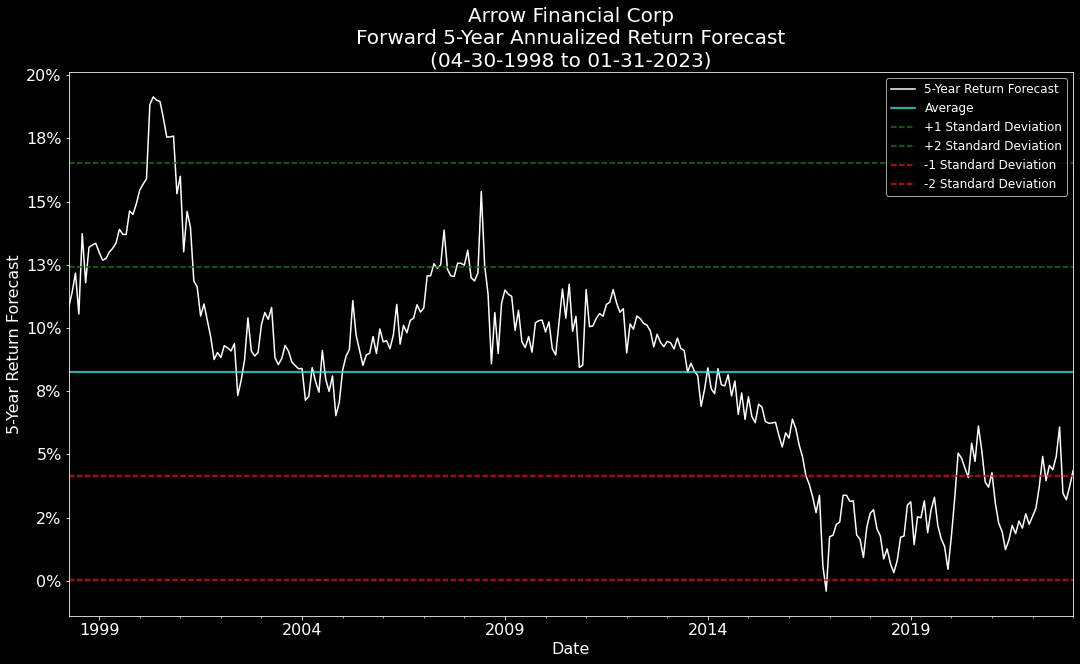 Arrow Financial Corp
Forward 5-Year Annualized Return Forecast
(04-30-1998 to 01-31-2023)
5-Year Return Forecast
20%
18%
15%
13%
10%
8%
5%
2%
0%
5-Year Return Forecast
Average
+1 Standard Deviation
+2 Standard Deviation
-1 Standard Deviation
-2 Standard Deviation
1999 2004 2009 2014 2019
Date